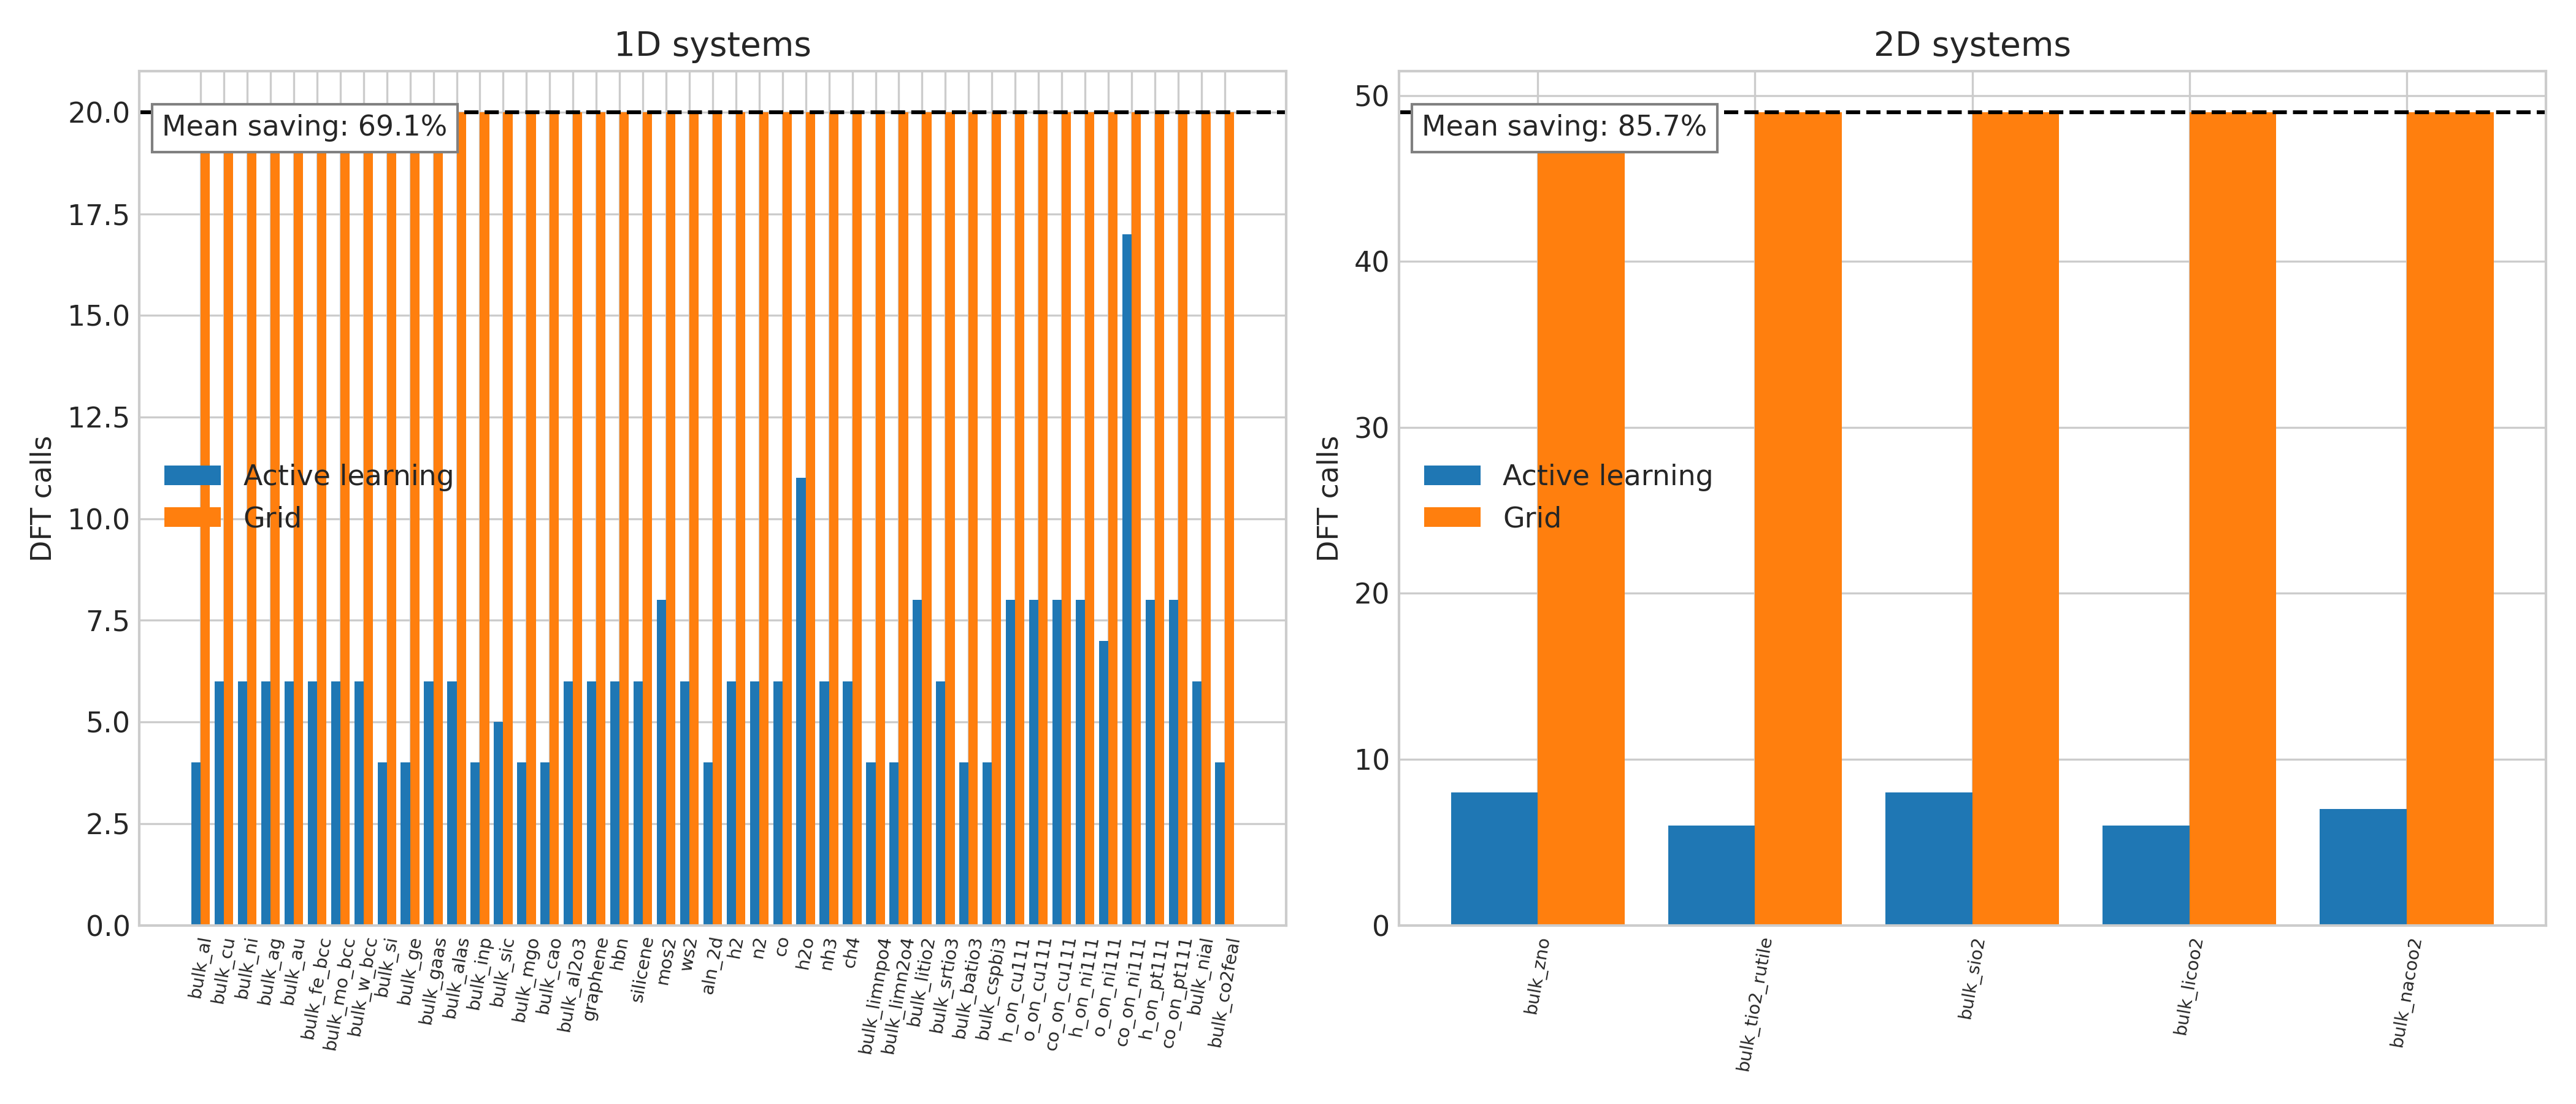 1D systems
20.0
17.5
15.0
12.5
10.0
7.5
5.0
2.5
0.0
DFT calls
Mean saving: 69.1%
Active learning
Grid
bulk_al
bulk_cu
bulk_ni
bulk_ag
bulk_au
bulk_fe_bcc
bulk_mo_bcc
bulk_w_bcc
bulk_si
bulk_ge
bulk_gaas
bulk_alas
bulk_inp
bulk_sic
bulk_mgo
bulk_cao
bulk_al2o3
graphene
hbn
silicene
mos2
ws2
aln_2d
h2
n2
co
h2o
nh3
ch4
bulk_limnpo4
bulk_limn2o4
bulk_litio2
bulk_srtio3
bulk_batio3
bulk_cspbi3
h_on_cu111
o_on_cu111
co_on_cu111
h_on_ni111
o_on_ni111
co_on_ni111
h_on_pt111
co_on_pt111
bulk_nial
bulk_co2feal
2D systems
50
40
30
20
10
0
DFT calls
Mean saving: 85.7%
Active learning
Grid
bulk_zno
bulk_tio2_rutile
bulk_sio2
bulk_licoo2
bulk_nacoo2